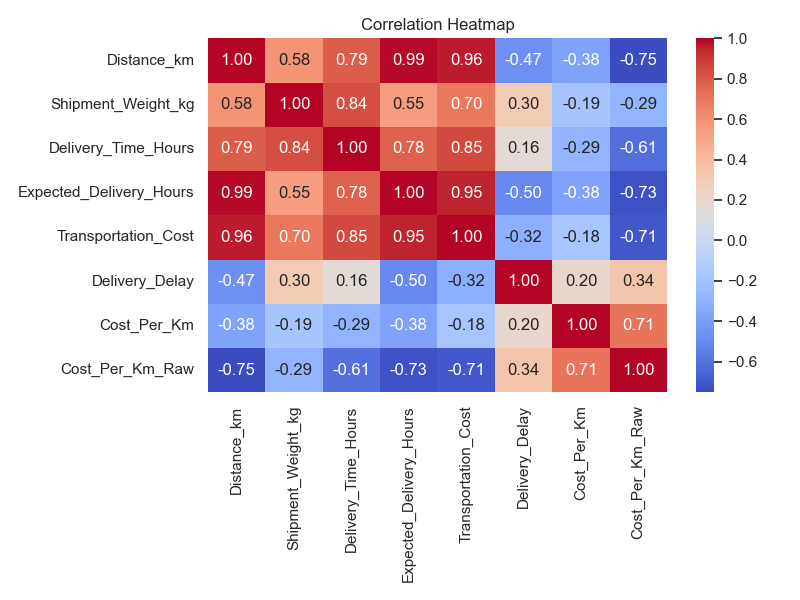 Correlation Heatmap
Distance_km 1.00 0.58 0.79 0.99 0.96 -0.47 -0.38 -0.75
Shipment_Weight_kg 0.58 1.00 0.84 0.55 0.70 0.30 -0.19 -0.29
Delivery_Time_Hours 0.79 0.84 1.00 0.78 0.85 0.16 -0.29 -0.61
Expected_Delivery_Hours 0.99 0.55 0.78 1.00 0.95 -0.50 -0.38 -0.73
Transportation_Cost 0.96 0.70 0.85 0.95 1.00 -0.32 -0.18 -0.71
Delivery_Delay -0.47 0.30 0.16 -0.50 -0.32 1.00 0.20 0.34
Cost_Per_Km -0.38 -0.19 -0.29 -0.38 -0.18 0.20 1.00 0.71
Cost_Per_Km_Raw -0.75 -0.29 -0.61 -0.73 -0.71 0.34 0.71 1.00
Distance_km
Shipment_Weight_kg
Delivery_Time_Hours
Expected_Delivery_Hours
Transportation_Cost
Delivery_Delay
Cost_Per_Km
Cost_Per_Km_Raw
1.0
0.8
0.6
0.4
0.2
0.0
−0.2
−0.4
−0.6